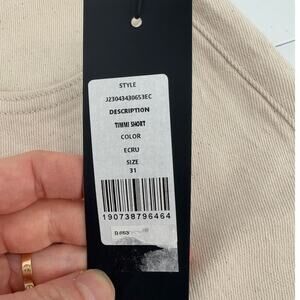 STYLE
J23043430653EC
DESCRIPTION
TIMMI SHORT
COLOR
ECRU
SIZE
31
190738796464